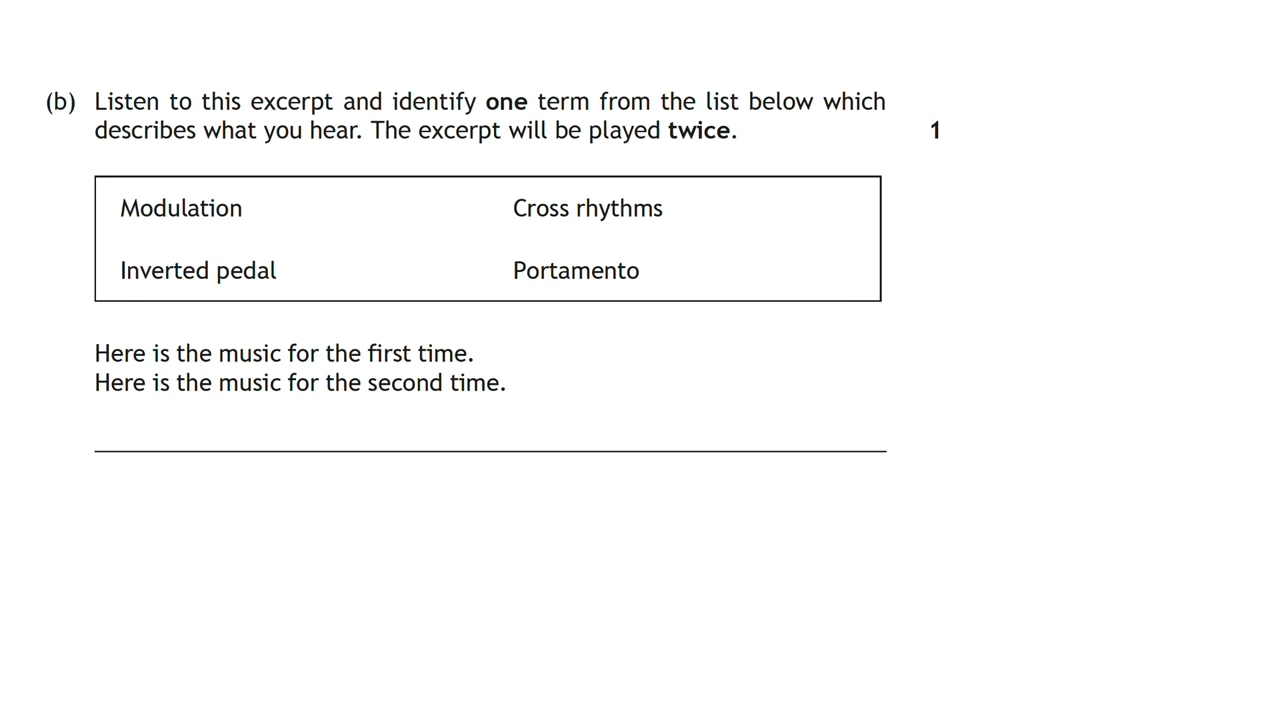 (b) Listen to this excerpt and identify one term from the list below which
describes what you hear. The excerpt will be played twice. 1
Modulation Cross rhythms
Inverted pedal Portamento
Here is the music for the first time.
Here is the music for the second time.